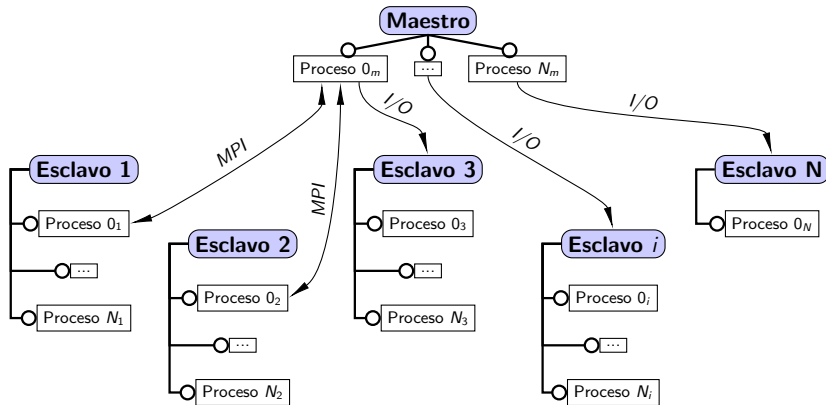 Maestro
Proceso 0ₘ
...
Proceso Nₘ
I/O
I/O
I/O
MPI
MPI
Esclavo 1
Proceso 0₁
...
Proceso N₁
Esclavo 2
Proceso 0₂
...
Proceso N₂
Esclavo 3
Proceso 0₃
...
Proceso N₃
Esclavo i
Proceso 0ᵢ
...
Proceso Nᵢ
Esclavo N
Proceso 0_N